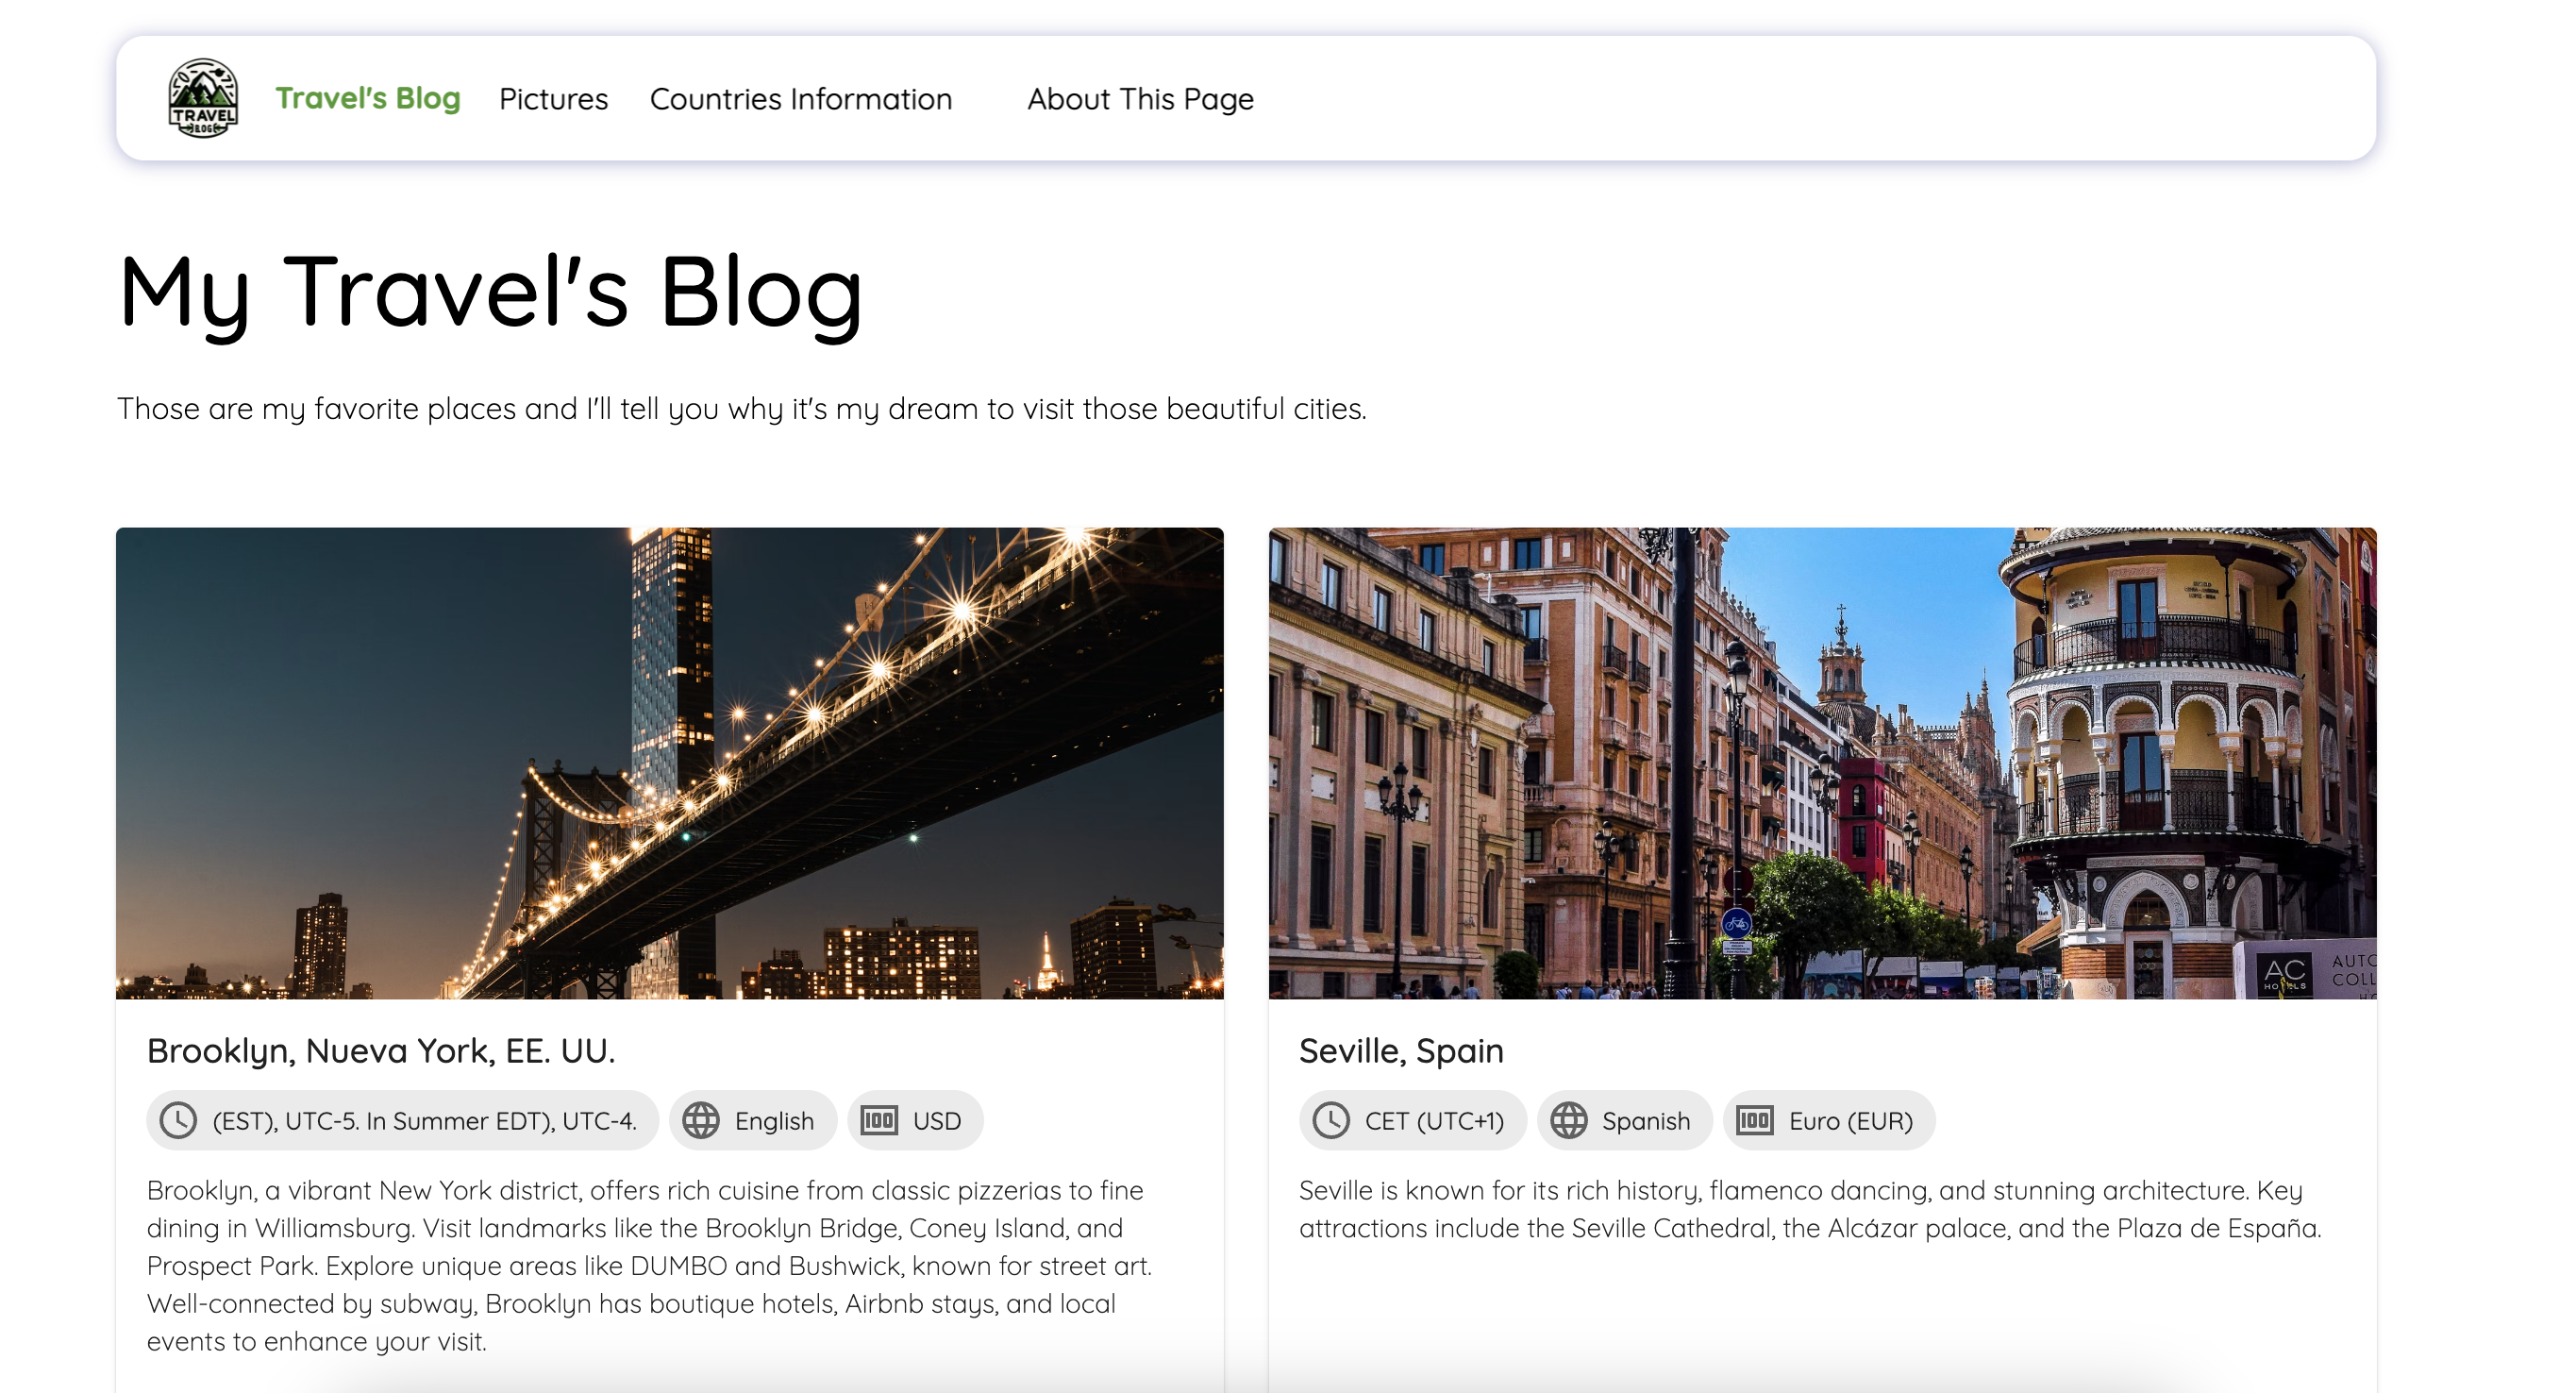 TRAVEL
BLOG
Travel's Blog
Pictures
Countries Information
About This Page
My Travel's Blog
Those are my favorite places and I'll tell you why it's my dream to visit those beautiful cities.
AC
HOTELS
AUTO
COLL
HO
Brooklyn, Nueva York, EE. UU.
(EST), UTC-5. In Summer EDT), UTC-4.
English
100
USD
Brooklyn, a vibrant New York district, offers rich cuisine from classic pizzerias to fine
dining in Williamsburg. Visit landmarks like the Brooklyn Bridge, Coney Island, and
Prospect Park. Explore unique areas like DUMBO and Bushwick, known for street art.
Well-connected by subway, Brooklyn has boutique hotels, Airbnb stays, and local
events to enhance your visit.
Seville, Spain
CET (UTC+1)
Spanish
100
Euro (EUR)
Seville is known for its rich history, flamenco dancing, and stunning architecture. Key
attractions include the Seville Cathedral, the Alcázar palace, and the Plaza de España.